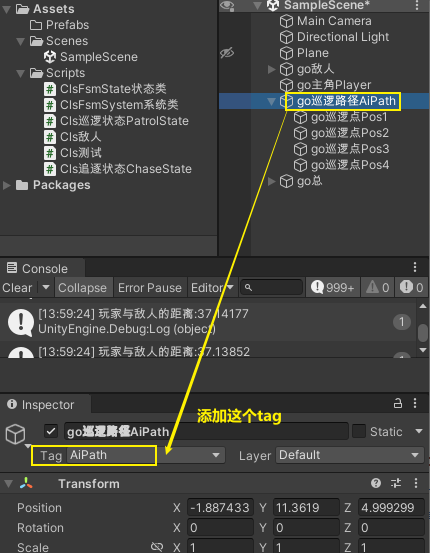 Assets
Prefabs
Scenes
SampleScene
Scripts
ClsFsmState状态类
ClsFsmSystem系统类
Cls巡逻状态PatrolState
Cls敌人
Cls测试
Cls追逐状态ChaseState
Packages
SampleScene*
Main Camera
Directional Light
Plane
go敌人
go主角Player
go巡逻路径AiPath
go巡逻点Pos1
go巡逻点Pos2
go巡逻点Pos3
go巡逻点Pos4
go总
Console
Clear Collapse Error Pause Editor 999+ 0 0
[13:59:24] 玩家与敌人的距离:37.14177
UnityEngine.Debug:Log (object)
1
[13:59:24] 玩家与敌人的距离:37.13852
Inspector
添加这个tag
go巡逻路径AiPath Static
Tag AiPath Layer Default
Transform
Position X -1.887433 Y 11.3619 Z 4.999299
Rotation X 0 Y 0 Z 0
Scale X 1 Y 1 Z 1